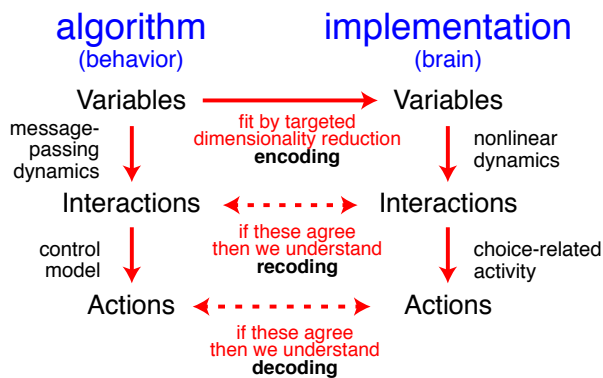 algorithm
(behavior)
implementation
(brain)
Variables
Variables
fit by targeted
dimensionality reduction
encoding
message-
passing
dynamics
nonlinear
dynamics
Interactions
Interactions
if these agree
then we understand
recoding
control
model
choice-related
activity
Actions
Actions
if these agree
then we understand
decoding